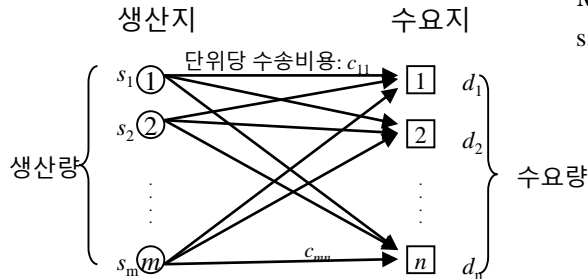 생산지 수요지
단위당 수송비용: c11
s1 1 1 d1
s2 2 2 d2
생산량 수요량
sm m cmn n dn
s